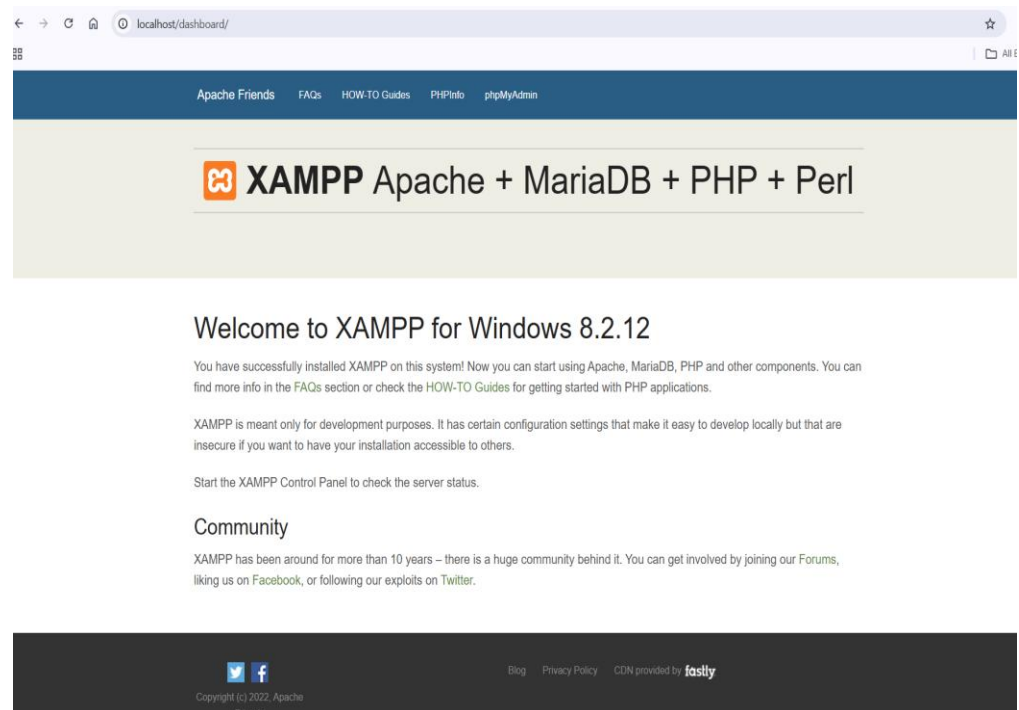 localhost/dashboard/
All
Apache Friends FAQs HOW-TO Guides PHPInfo phpMyAdmin
XAMPP Apache + MariaDB + PHP + Perl
Welcome to XAMPP for Windows 8.2.12
You have successfully installed XAMPP on this system! Now you can start using Apache, MariaDB, PHP and other components. You can
find more info in the FAQs section or check the HOW-TO Guides for getting started with PHP applications.
XAMPP is meant only for development purposes. It has certain configuration settings that make it easy to develop locally but that are
insecure if you want to have your installation accessible to others.
Start the XAMPP Control Panel to check the server status.
Community
XAMPP has been around for more than 10 years – there is a huge community behind it. You can get involved by joining our Forums,
liking us on Facebook, or following our exploits on Twitter.
Blog Privacy Policy CDN provided by fastly
Copyright (c) 2022, Apache